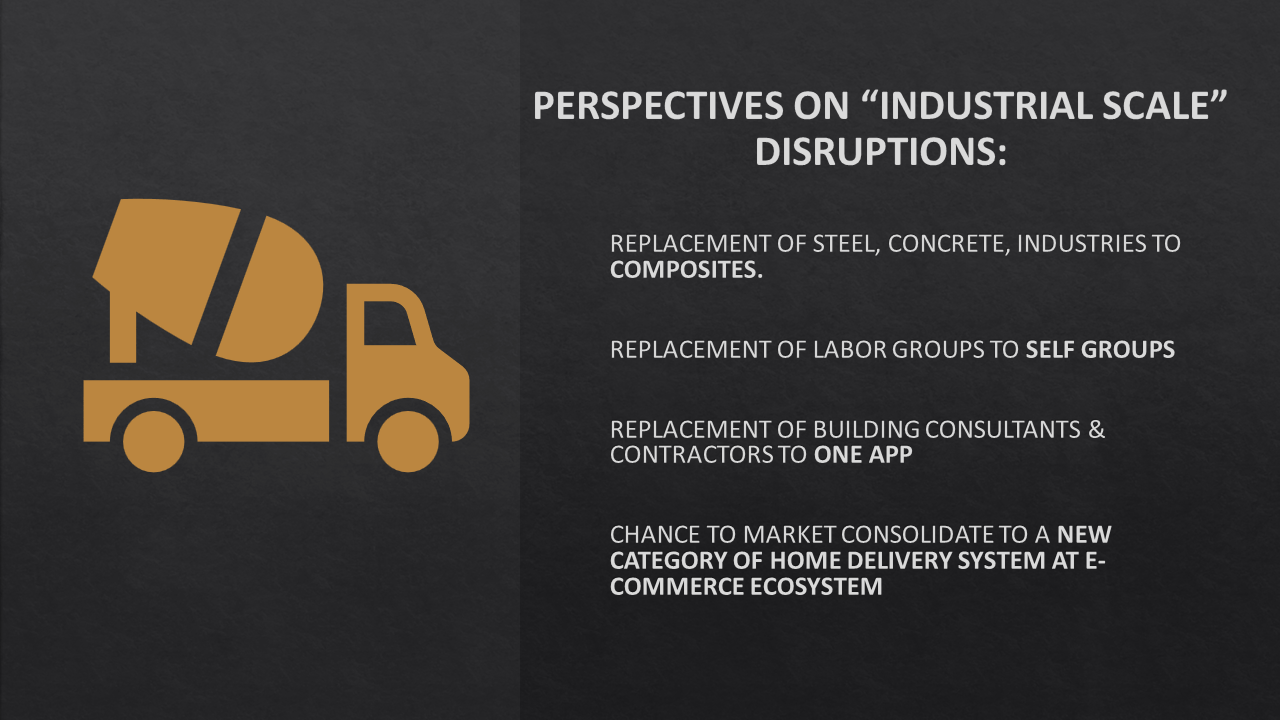 PERSPECTIVES ON “INDUSTRIAL SCALE”
DISRUPTIONS:
REPLACEMENT OF STEEL, CONCRETE, INDUSTRIES TO
COMPOSITES.
REPLACEMENT OF LABOR GROUPS TO SELF GROUPS
REPLACEMENT OF BUILDING CONSULTANTS &
CONTRACTORS TO ONE APP
CHANCE TO MARKET CONSOLIDATE TO A NEW
CATEGORY OF HOME DELIVERY SYSTEM AT E-
COMMERCE ECOSYSTEM